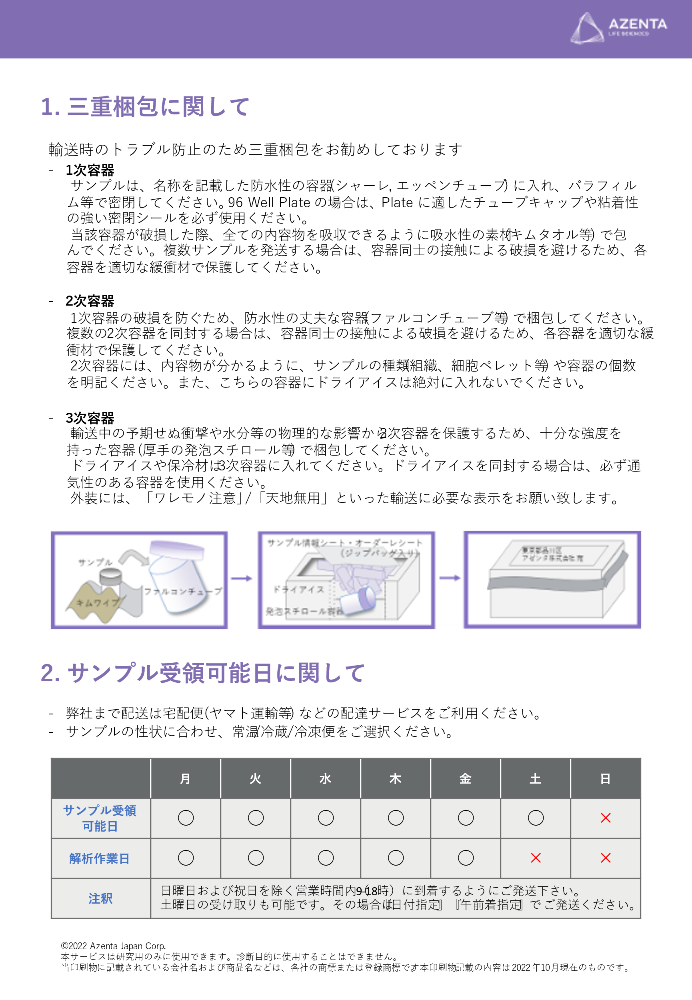 AZENTA
LIFE SCIENCES
1. 三重梱包に関して
輸送時のトラブル防止のため三重梱包をお勧めしております
- 1次容器
サンプルは、名称を記載した防水性の容器(シャーレ, エッペンチューブ) に入れ、パラフィル
ム等で密閉してください。96 Well Plate の場合は、Plate に適したチューブキャップや粘着性
の強い密閉シールを必ず使用ください。
当該容器が破損した際、全ての内容物を吸収できるように吸水性の素材(キムタオル等) で包
んでください。複数サンプルを発送する場合は、容器同士の接触による破損を避けるため、各
容器を適切な緩衝材で保護してください。
- 2次容器
1次容器の破損を防ぐため、防水性の丈夫な容器(ファルコンチューブ等) で梱包してください。
複数の2次容器を同封する場合は、容器同士の接触による破損を避けるため、各容器を適切な緩
衝材で保護してください。
2次容器には、内容物が分かるように、サンプルの種類(組織、細胞ペレット等) や容器の個数
を明記ください。また、こちらの容器にドライアイスは絶対に入れないでください。
- 3次容器
輸送中の予期せぬ衝撃や水分等の物理的な影響から2次容器を保護するため、十分な強度を
持った容器 (厚手の発泡スチロール等) で梱包してください。
ドライアイスや保冷材は3次容器に入れてください。ドライアイスを同封する場合は、必ず通
気性のある容器を使用ください。
外装には、「ワレモノ注意」/「天地無用」といった輸送に必要な表示をお願い致します。
サンプル
ファルコンチューブ
キムワイプ
サンプル情報シート・オーダーレシート
(ジップバッグ入り)
ドライアイス
発泡スチロール容器
東京都品川区
アゼンタ株式会社 宛
2. サンプル受領可能日に関して
- 弊社まで配送は宅配便(ヤマト運輸等) などの配達サービスをご利用ください。
- サンプルの性状に合わせ、常温/冷蔵/冷凍便をご選択ください。
月 火 水 木 金 土 日
サンプル受領
可能日 ○ ○ ○ ○ ○ ○ ×
解析作業日 ○ ○ ○ ○ ○ × ×
注釈
日曜日および祝日を除く営業時間内（9-18時）に到着するようにご発送下さい。
土曜日の受け取りも可能です。その場合は『日付指定』『午前着指定』でご発送ください。
©2022 Azenta Japan Corp.
本サービスは研究用のみに使用できます。診断目的に使用することはできません。
当印刷物に記載されている会社名および商品名などは、各社の商標または登録商標です 本印刷物記載の内容は 2022 年10月現在のものです。